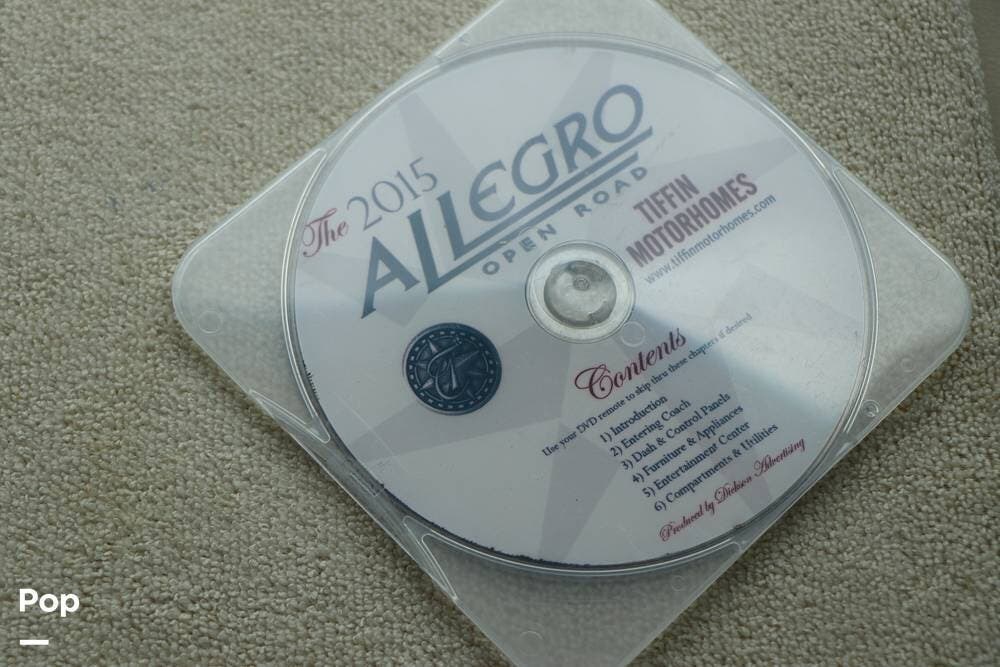 The 2015
ALLEGRO
OPEN ROAD
TIFFIN
MOTORHOMES
www.tiffinmotorhomes.com
Contents
Use your DVD remote to skip thru these chapters if desired
1) Introduction
2) Entering Coach
3) Dash & Control Panels
4) Furniture & Appliances
5) Entertainment Center
6) Compartments & Utilities
Produced by Dickson Advertising
Pop